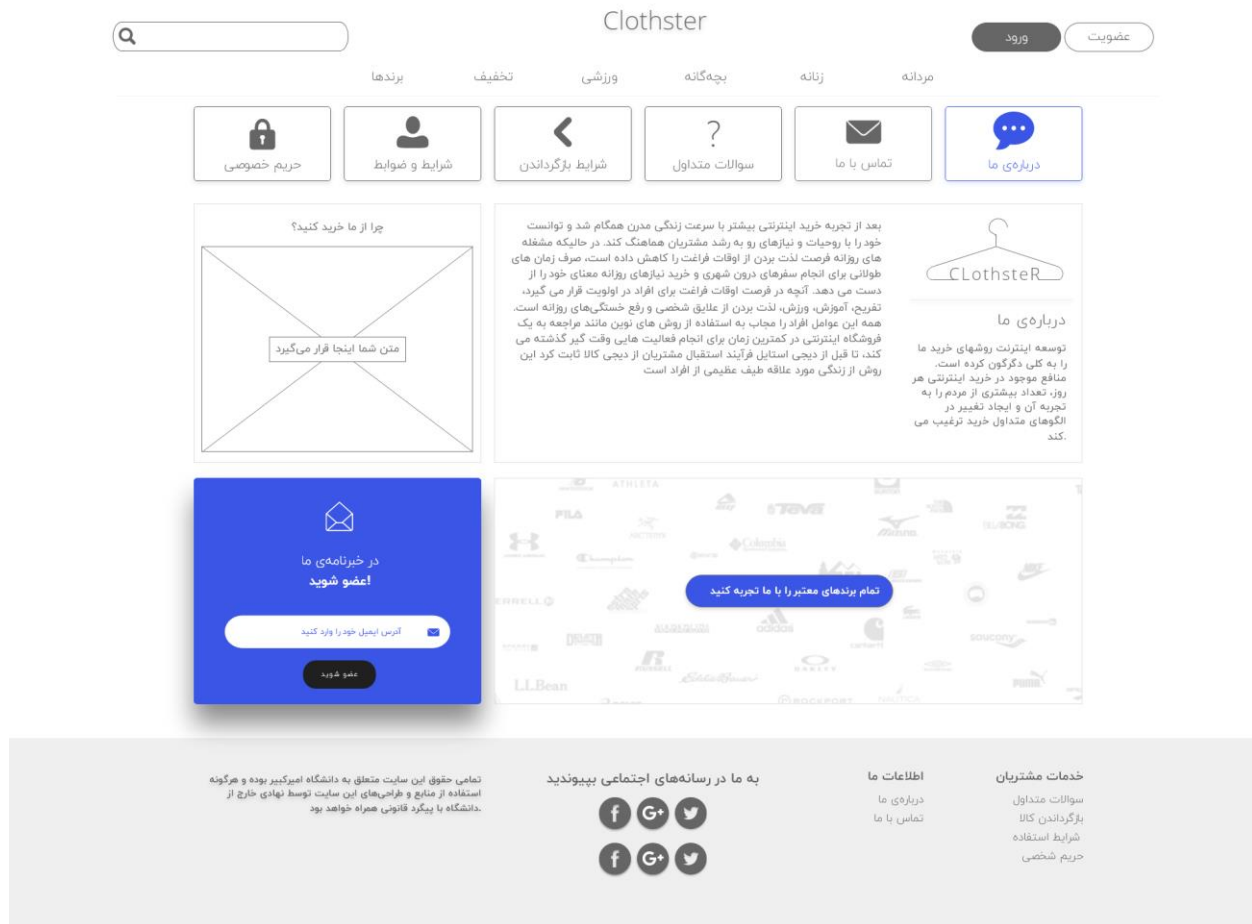 Clothster
عضویت
ورود
مردانه
زنانه
بچه‌گانه
ورزشی
تخفیف
برندها
درباره‌ی ما
تماس با ما
سوالات متداول
شرایط بازگرداندن
شرایط و ضوابط
حریم خصوصی
CLothsteR
درباره‌ی ما
توسعه اینترنت روشهای خرید ما
را به کلی دگرگون کرده است.
منافع موجود در خرید اینترنتی هر
روز، تعداد بیشتری از مردم را به
تجربه آن و ایجاد تغییر در
الگوهای متداول خرید ترغیب می
.کند
بعد از تجربه خرید اینترنتی بیشتر با سرعت زندگی مدرن همگام شد و توانست
خود را با روحیات و نیازهای رو به رشد مشتریان هماهنگ کند. در حالیکه مشغله
های روزانه فرصت لذت بردن از اوقات فراغت را کاهش داده است، صرف زمان های
طولانی برای انجام سفرهای درون شهری و خرید نیازهای روزانه معنای خود را از
دست می دهد. آنچه در فرصت اوقات فراغت برای افراد در اولویت قرار می گیرد،
تفریح، آموزش، ورزش، لذت بردن از علایق شخصی و رفع خستگی‌های روزانه است.
همه این عوامل افراد را مجاب به استفاده از روش های نوین مانند مراجعه به یک
فروشگاه اینترنتی در کمترین زمان برای انجام فعالیت هایی وقت گیر گذشته می
کند، تا قبل از دیجی استایل فرآیند استقبال مشتریان از دیجی کالا ثابت کرد این
روش از زندگی مورد علاقه طیف عظیمی از افراد است
چرا از ما خرید کنید؟
متن شما اینجا قرار می‌گیرد
ATHLETA
FILA
Teva
Mizuno
BILLABONG
Columbia
Champion
MERRELL
adidas
carhartt
saucony
OAKLEY
RUSSELL
Eddie Bauer
L.L.Bean
PUMA
ROCKPORT
NAUTICA
تمام برندهای معتبر را با ما تجربه کنید
در خبرنامه‌ی ما
!عضو شوید
آدرس ایمیل خود را وارد کنید
عضو شوید
خدمات مشتریان
سوالات متداول
بازگرداندن کالا
شرایط استفاده
حریم شخصی
اطلاعات ما
درباره‌ی ما
تماس با ما
به ما در رسانه‌های اجتماعی بپیوندید
f
G+
f
G+
تمامی حقوق این سایت متعلق به دانشگاه امیرکبیر بوده و هرگونه
استفاده از منابع و طراحی‌های این سایت توسط نهادی خارج از
.دانشگاه با پیگرد قانونی همراه خواهد بود